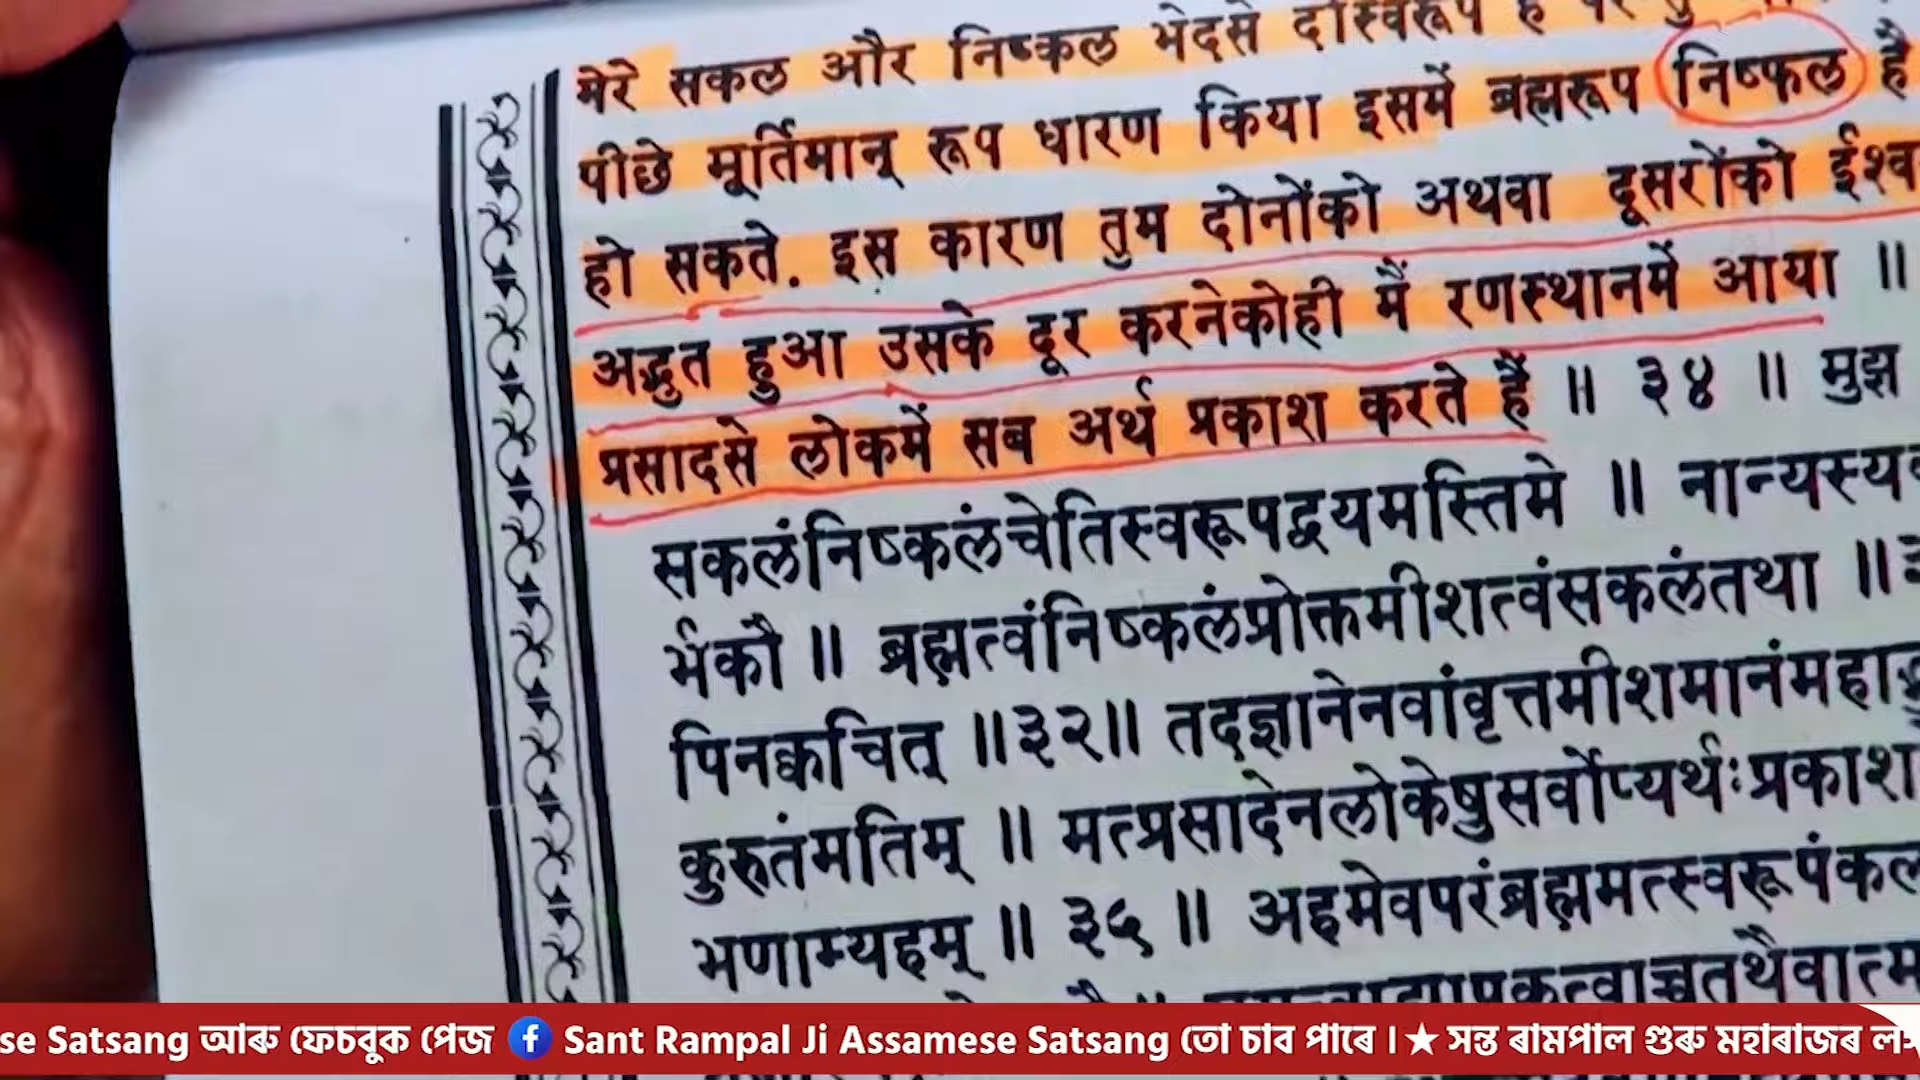 मेरे सकल और निष्कल भेदसे दोस्वरूप है
पीछे मूर्तिमान् रूप धारण किया इसमें ब्रह्मरूप निष्फल है
हो सकते. इस कारण तुम दोनोंको अथवा दूसरोंको ईश्व
अद्भुत हुआ उसके दूर करनेकोही मैं रणस्थानमें आया ॥
प्रसादसे लोकमें सब अर्थ प्रकाश करते हैं ॥ ३४ ॥ मुझ
सकलंनिष्कलंचेतिस्वरूपद्वयमस्तिमे ॥ नान्यस्य
र्भकौ ॥ ब्रह्मत्वंनिष्कलंप्रोक्तमीशत्वंसकलंतथा ॥
पिनक्वचित् ॥३२॥ तदज्ञानेनवांवृत्तमीशमानंमहाद्भु
कुरुतंमतिम् ॥ मत्प्रसादेनलोकेषुसर्वोप्यर्थःप्रकाश
भणाम्यहम् ॥ ३५ ॥ अहमेवपरंब्रह्ममत्स्वरूपंकल
se Satsang আৰু ফেচবুক পেজ Sant Rampal Ji Assamese Satsang তো চাব পাৰে।★ সন্ত ৰামপাল গুৰু মহাৰাজৰ